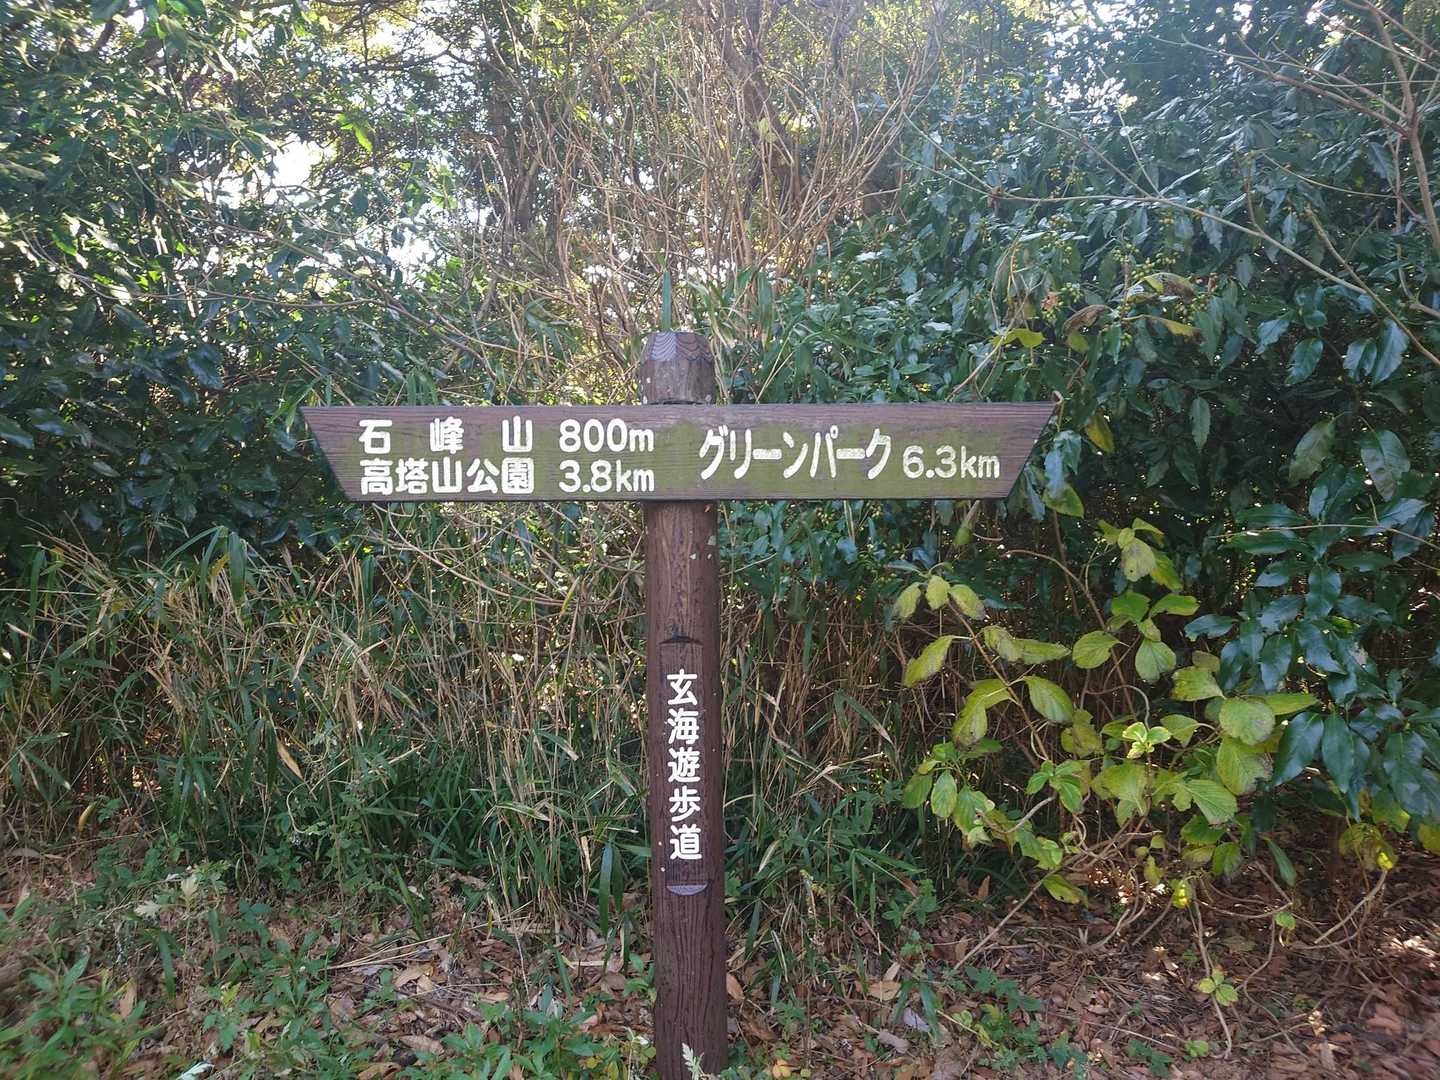 石峰山 800m
高塔山公園 3.8km
グリーンパーク 6.3km
玄海遊歩道